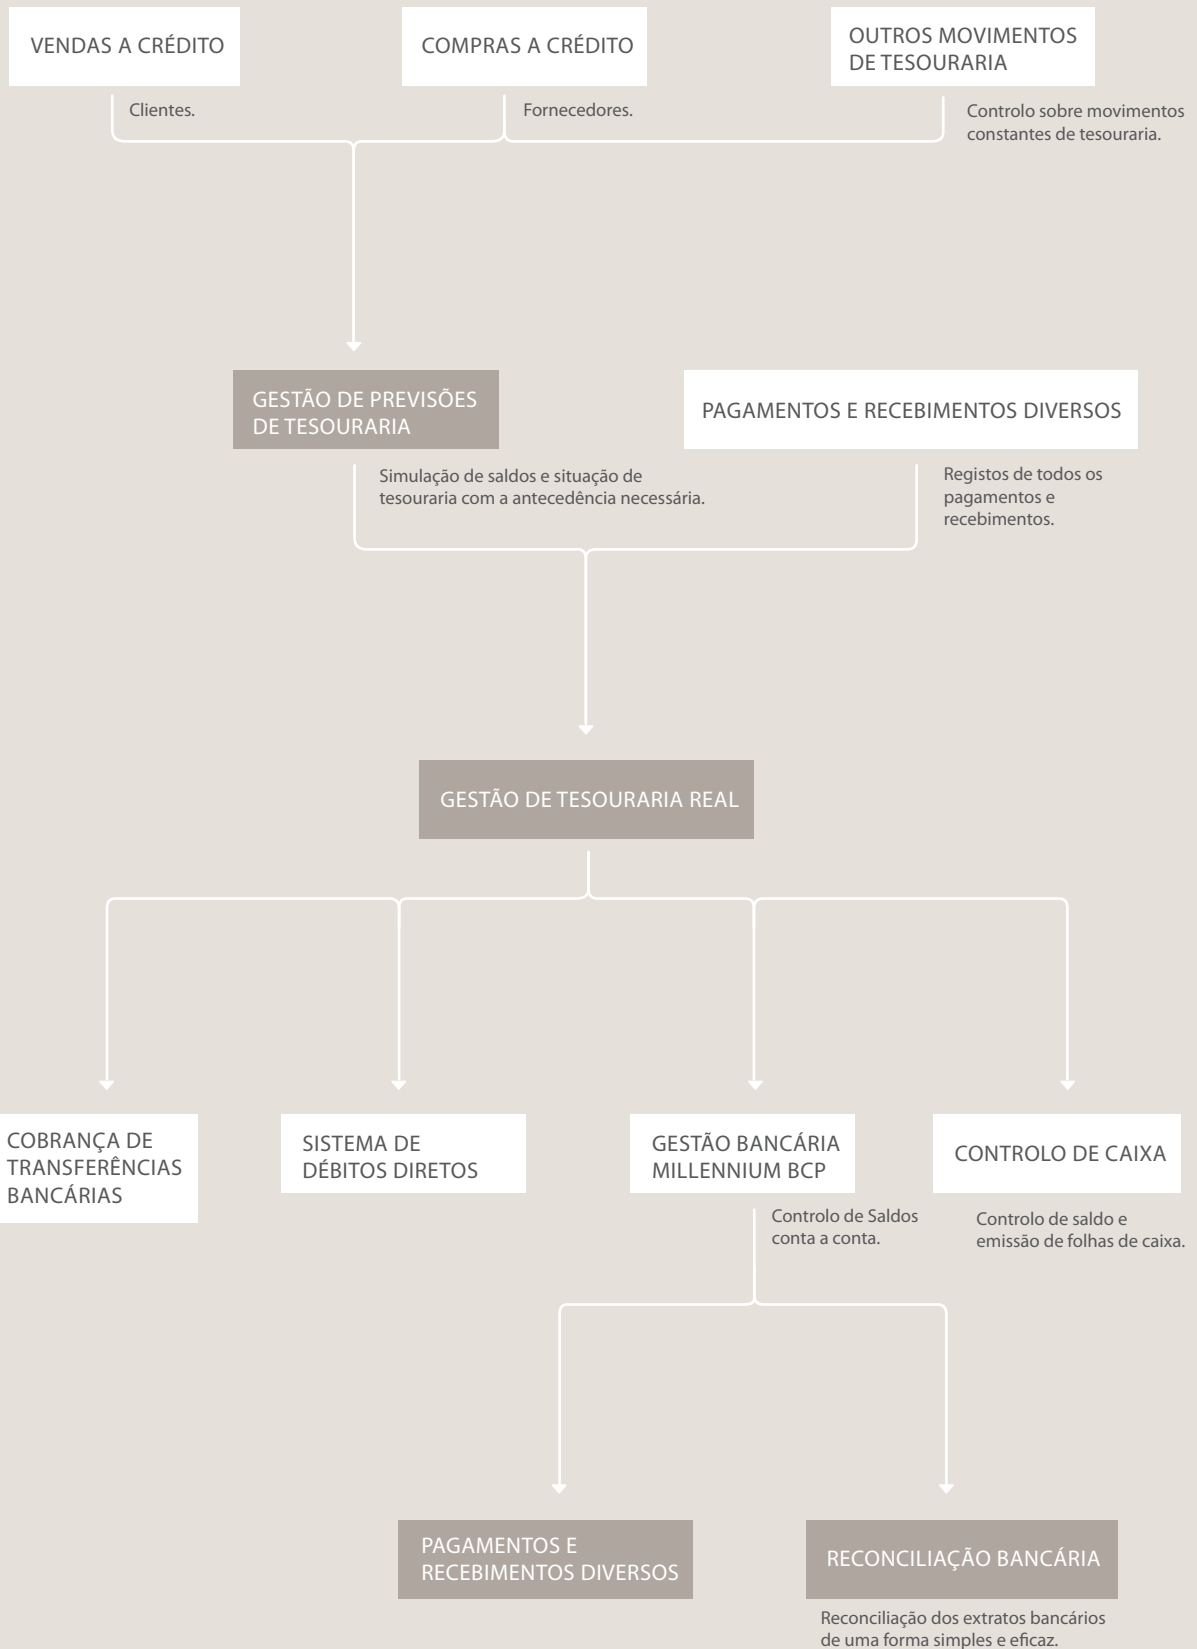 VENDAS A CRÉDITO
Clientes.
COMPRAS A CRÉDITO
Fornecedores.
OUTROS MOVIMENTOS
DE TESOURARIA
Controlo sobre movimentos
constantes de tesouraria.
GESTÃO DE PREVISÕES
DE TESOURARIA
Simulação de saldos e situação de
tesouraria com a antecedência necessária.
PAGAMENTOS E RECEBIMENTOS DIVERSOS
Registos de todos os
pagamentos e
recebimentos.
GESTÃO DE TESOURARIA REAL
COBRANÇA DE
TRANSFERÊNCIAS
BANCÁRIAS
SISTEMA DE
DÉBITOS DIRETOS
GESTÃO BANCÁRIA
MILLENNIUM BCP
Controlo de Saldos
conta a conta.
CONTROLO DE CAIXA
Controlo de saldo e
emissão de folhas de caixa.
PAGAMENTOS E
RECEBIMENTOS DIVERSOS
RECONCILIAÇÃO BANCÁRIA
Reconciliação dos extratos bancários
de uma forma simples e eficaz.